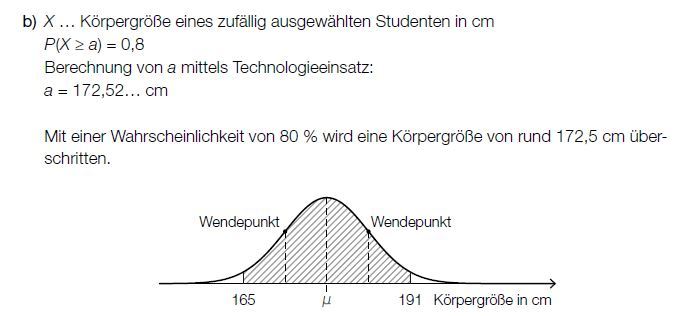 b) X … Körpergröße eines zufällig ausgewählten Studenten in cm
P(X ≥ a) = 0,8
Berechnung von a mittels Technologieeinsatz:
a = 172,52… cm
Mit einer Wahrscheinlichkeit von 80 % wird eine Körpergröße von rund 172,5 cm über-
schritten.
Wendepunkt Wendepunkt
165 μ 191 Körpergröße in cm